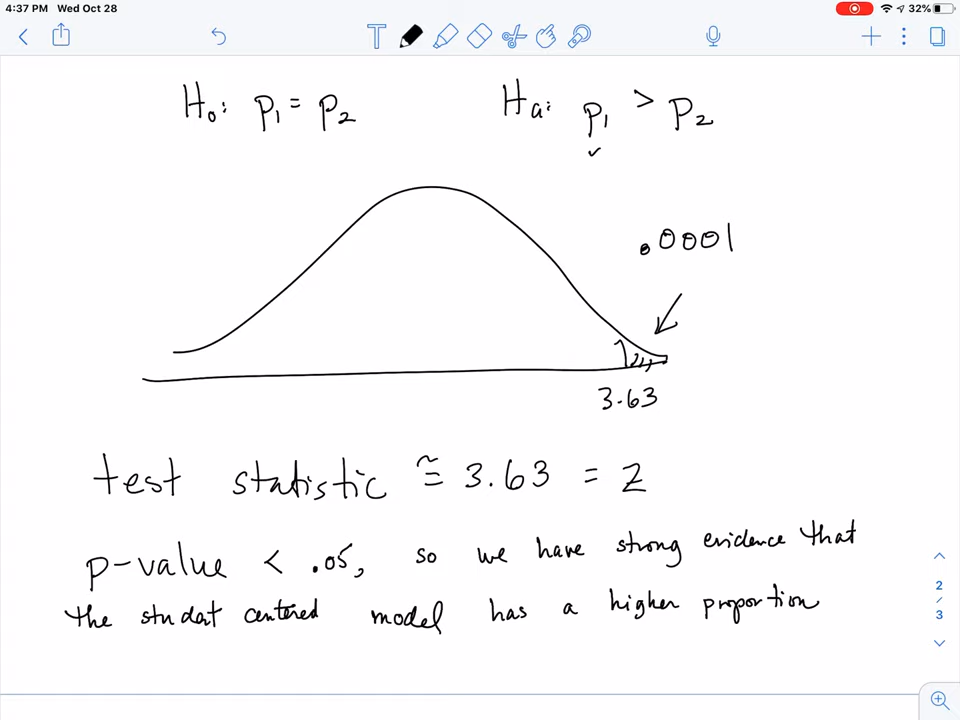 4:37 PM Wed Oct 28
32%
H₀: p₁ = p₂
Hₐ: p₁ > p₂
.0001
3.63
test statistic ≅ 3.63 = z
p-value < .05, so we have strong evidence that
the studat centered model has a higher proportion
2
/
3